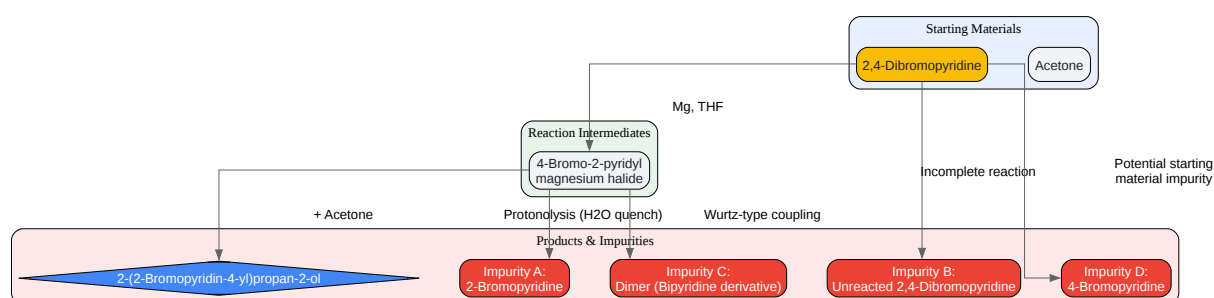 Starting Materials
2,4-Dibromopyridine
Acetone
Mg, THF
Reaction Intermediates
4-Bromo-2-pyridyl
magnesium halide
Incomplete reaction
Potential starting
material impurity
+ Acetone
Protonolysis (H2O quench)
Wurtz-type coupling
Products & Impurities
2-(2-Bromopyridin-4-yl)propan-2-ol
Impurity A:
2-Bromopyridine
Impurity C:
Dimer (Bipyridine derivative)
Impurity B:
Unreacted 2,4-Dibromopyridine
Impurity D:
4-Bromopyridine